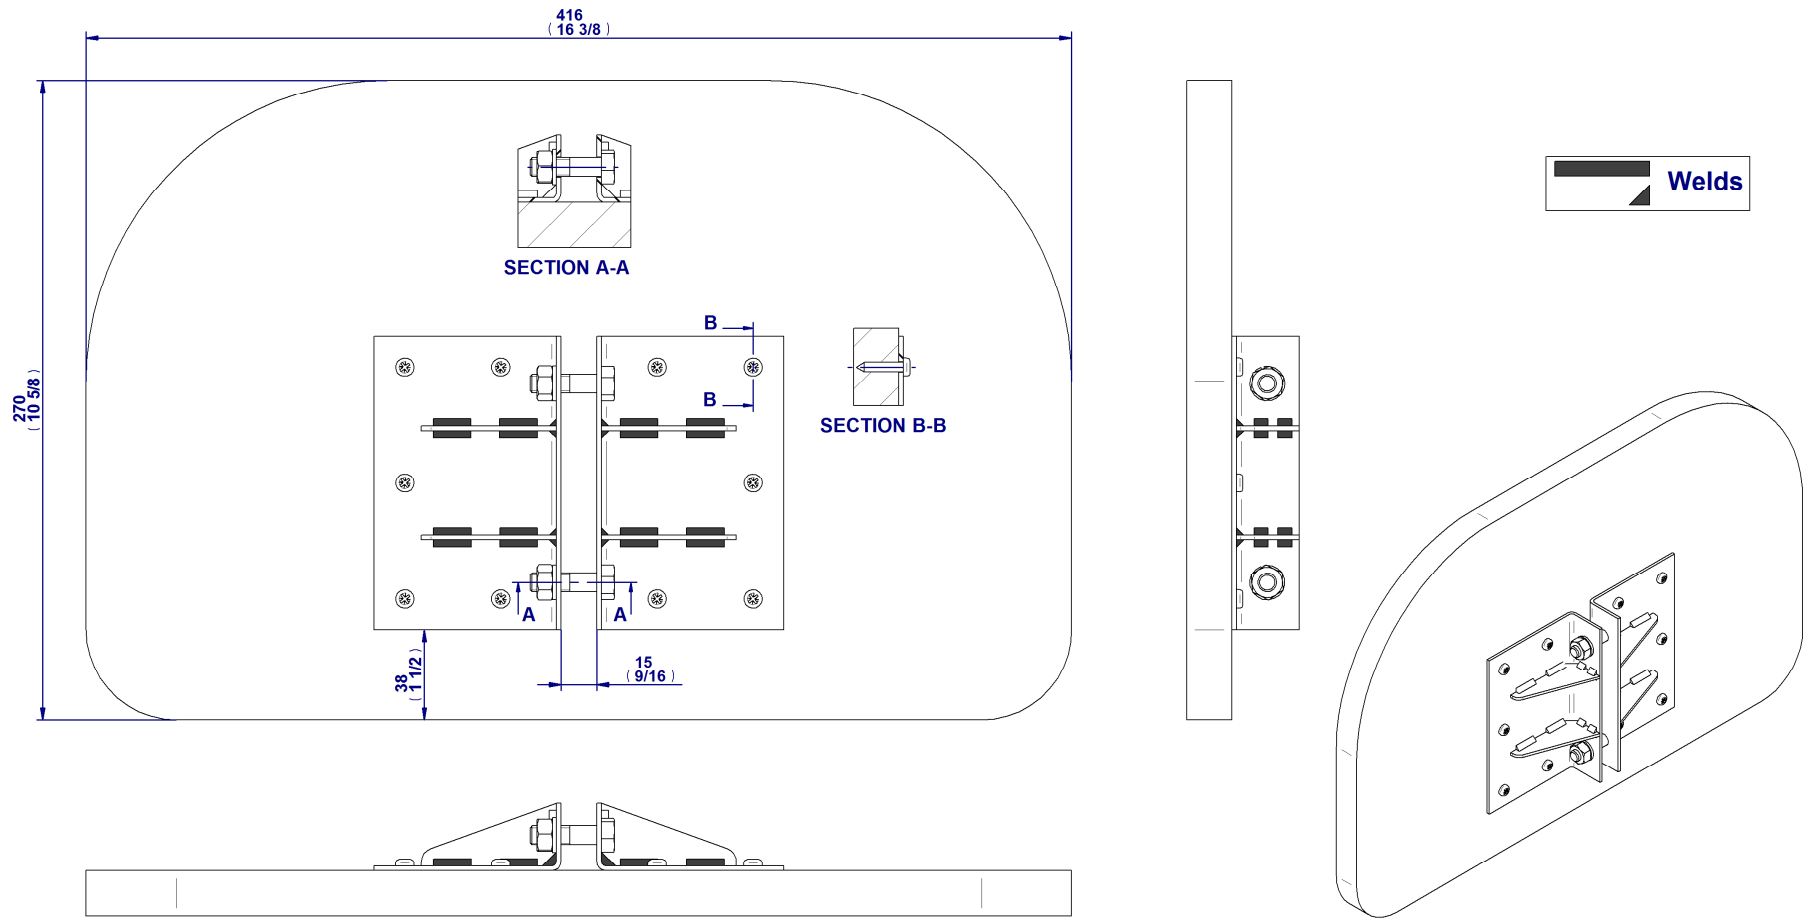 416
( 16 3/8 )
Welds
SECTION A-A
B
270
( 10 5/8 )
B
SECTION B-B
A
A
38
( 1 1/2 )
15
( 9/16 )